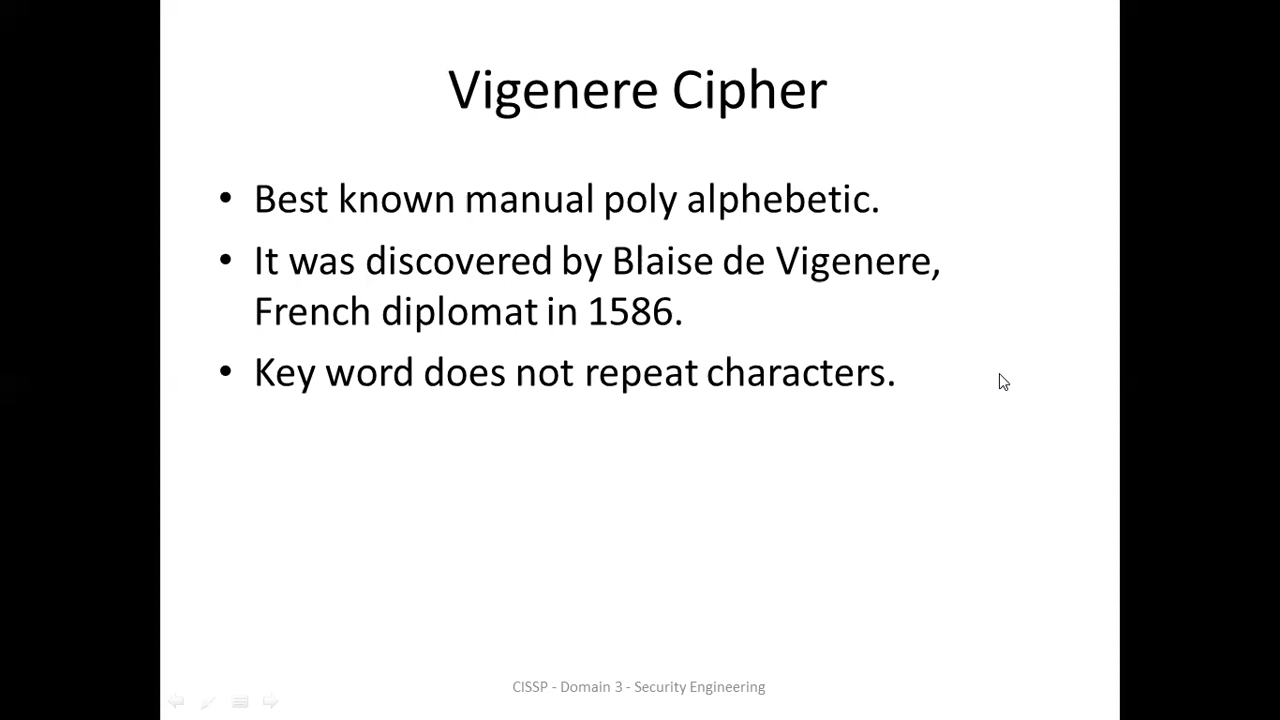 Vigenere Cipher
• Best known manual poly alphebetic.
• It was discovered by Blaise de Vigenere,
French diplomat in 1586.
• Key word does not repeat characters.
CISSP - Domain 3 - Security Engineering